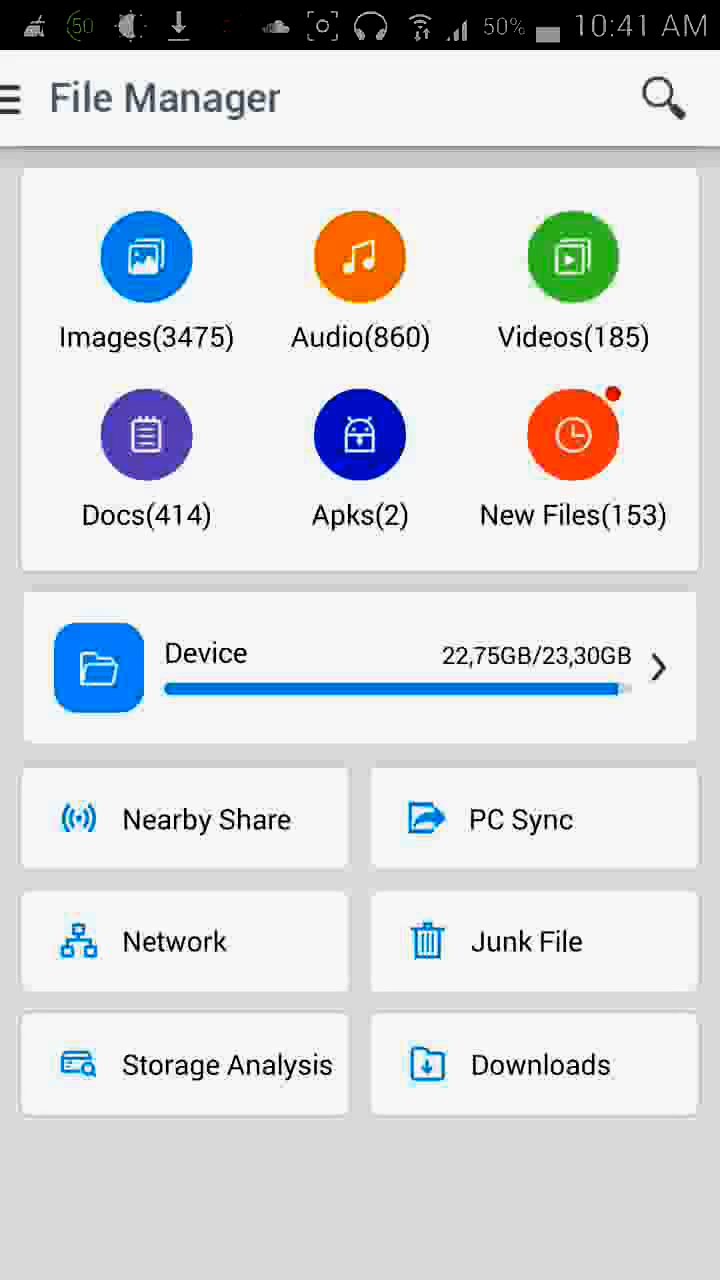 50 50% 10:41 AM
File Manager
Images(3475) Audio(860) Videos(185)
Docs(414) Apks(2) New Files(153)
Device 22,75GB/23,30GB
Nearby Share PC Sync
Network Junk File
Storage Analysis Downloads